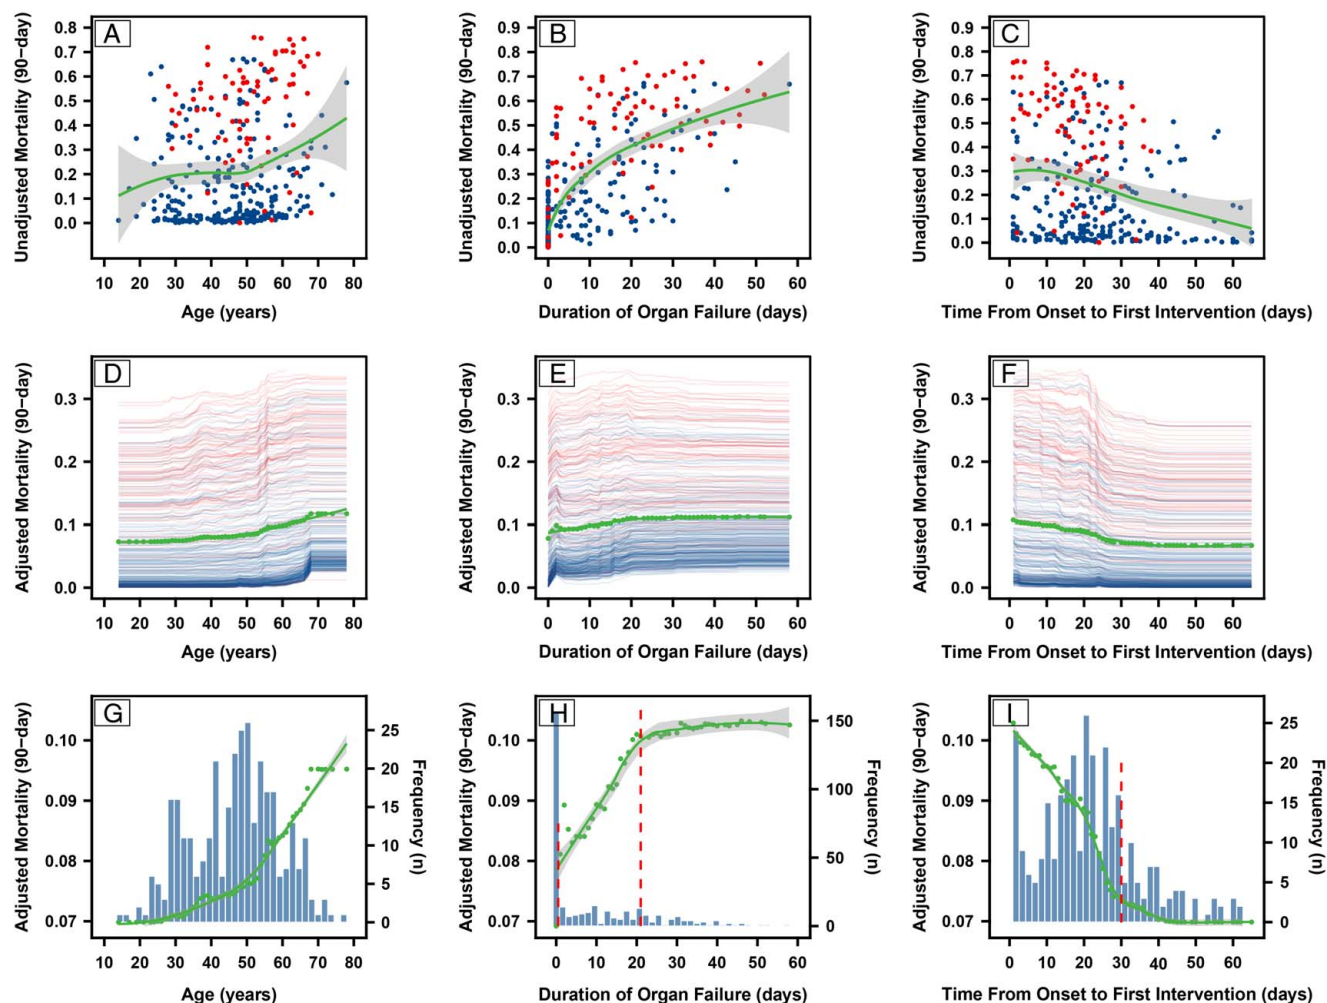 A
Unadjusted Mortality (90−day)
0.8
0.7
0.6
0.5
0.4
0.3
0.2
0.1
0.0
10 20 30 40 50 60 70 80
Age (years)
B
Unadjusted Mortality (90−day)
0.9
0.8
0.7
0.6
0.5
0.4
0.3
0.2
0.1
0.0
0 10 20 30 40 50 60
Duration of Organ Failure (days)
C
Unadjusted Mortality (90−day)
0.9
0.8
0.7
0.6
0.5
0.4
0.3
0.2
0.1
0.0
0 10 20 30 40 50 60
Time From Onset to First Intervention (days)
D
Adjusted Mortality (90−day)
0.3
0.2
0.1
0.0
10 20 30 40 50 60 70 80
Age (years)
E
Adjusted Mortality (90−day)
0.3
0.2
0.1
0.0
0 10 20 30 40 50 60
Duration of Organ Failure (days)
F
Adjusted Mortality (90−day)
0.3
0.2
0.1
0.0
0 10 20 30 40 50 60
Time From Onset to First Intervention (days)
G
Adjusted Mortality (90−day)
0.10
0.09
0.08
0.07
25
20
15
10
5
0
Frequency (n)
10 20 30 40 50 60 70 80
Age (years)
H
Adjusted Mortality (90−day)
0.10
0.09
0.08
0.07
150
100
50
0
Frequency (n)
0 10 20 30 40 50 60
Duration of Organ Failure (days)
I
Adjusted Mortality (90−day)
0.10
0.09
0.08
0.07
25
20
15
10
5
0
Frequency (n)
0 10 20 30 40 50 60
Time From Onset to First Intervention (days)